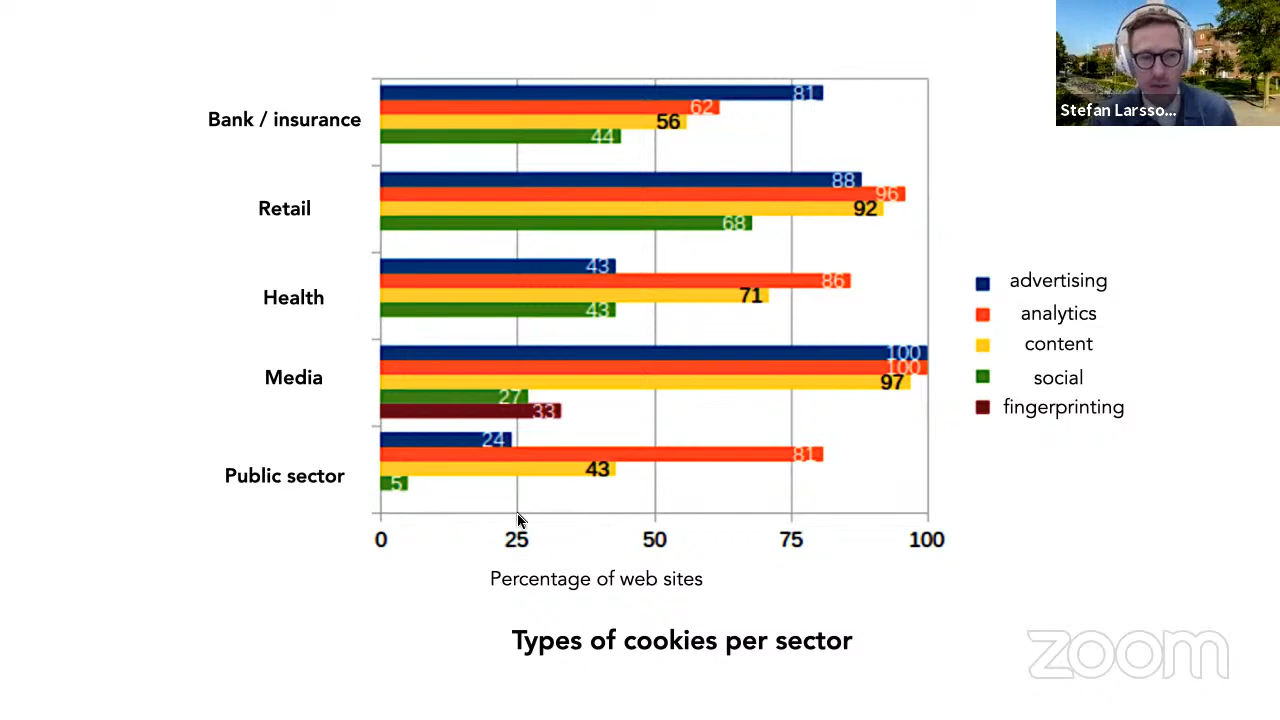 Stefan Larsso...
Bank / insurance
81
62
56
44
Retail
88
96
92
68
Health
43
86
71
43
Media
100
100
97
27
33
Public sector
24
81
43
5
0 25 50 75 100
Percentage of web sites
advertising
analytics
content
social
fingerprinting
Types of cookies per sector
zoom